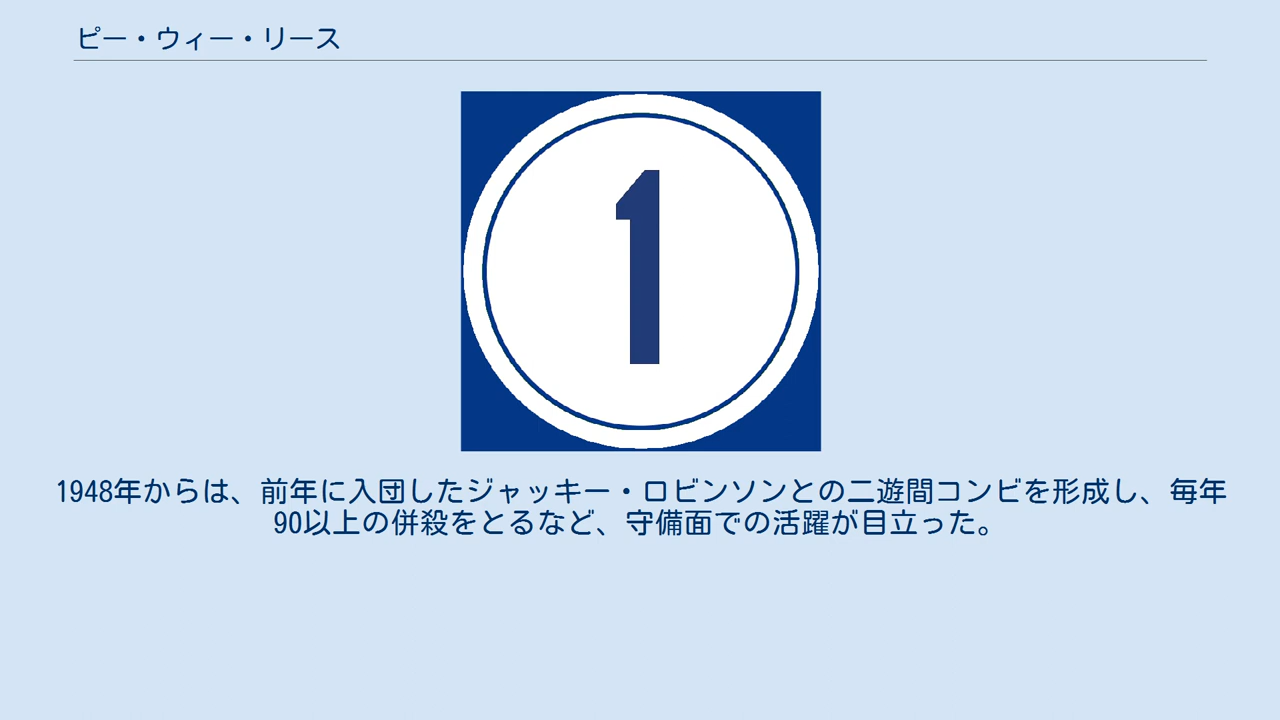 ピー・ウィー・リース
1
1948年からは、前年に入団したジャッキー・ロビンソンとの二遊間コンビを形成し、毎年
90以上の併殺をとるなど、守備面での活躍が目立った。